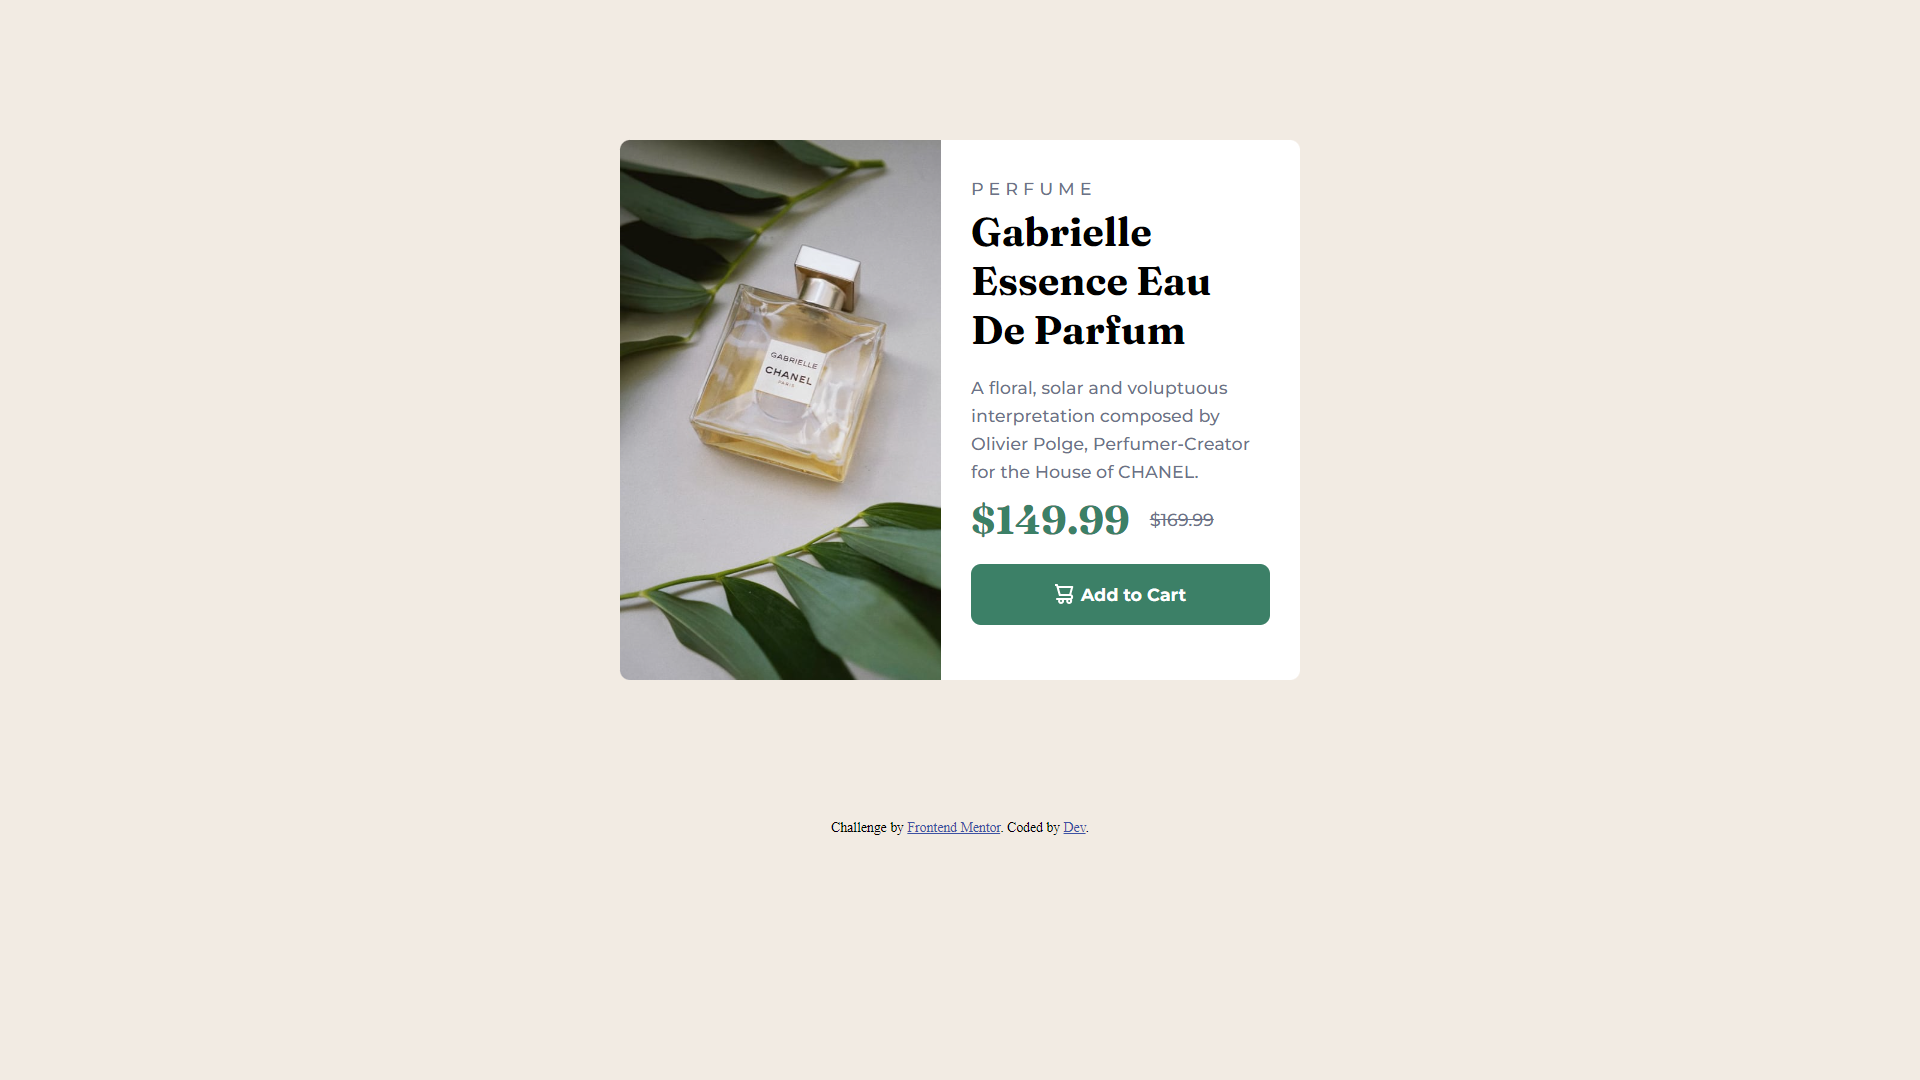 PERFUME
Gabrielle
Essence Eau
De Parfum
GABRIELLE
CHANEL
PARIS
A floral, solar and voluptuous
interpretation composed by
Olivier Polge, Perfumer-Creator
for the House of CHANEL.
$149.99 $169.99
Add to Cart
Challenge by Frontend Mentor. Coded by Dev.